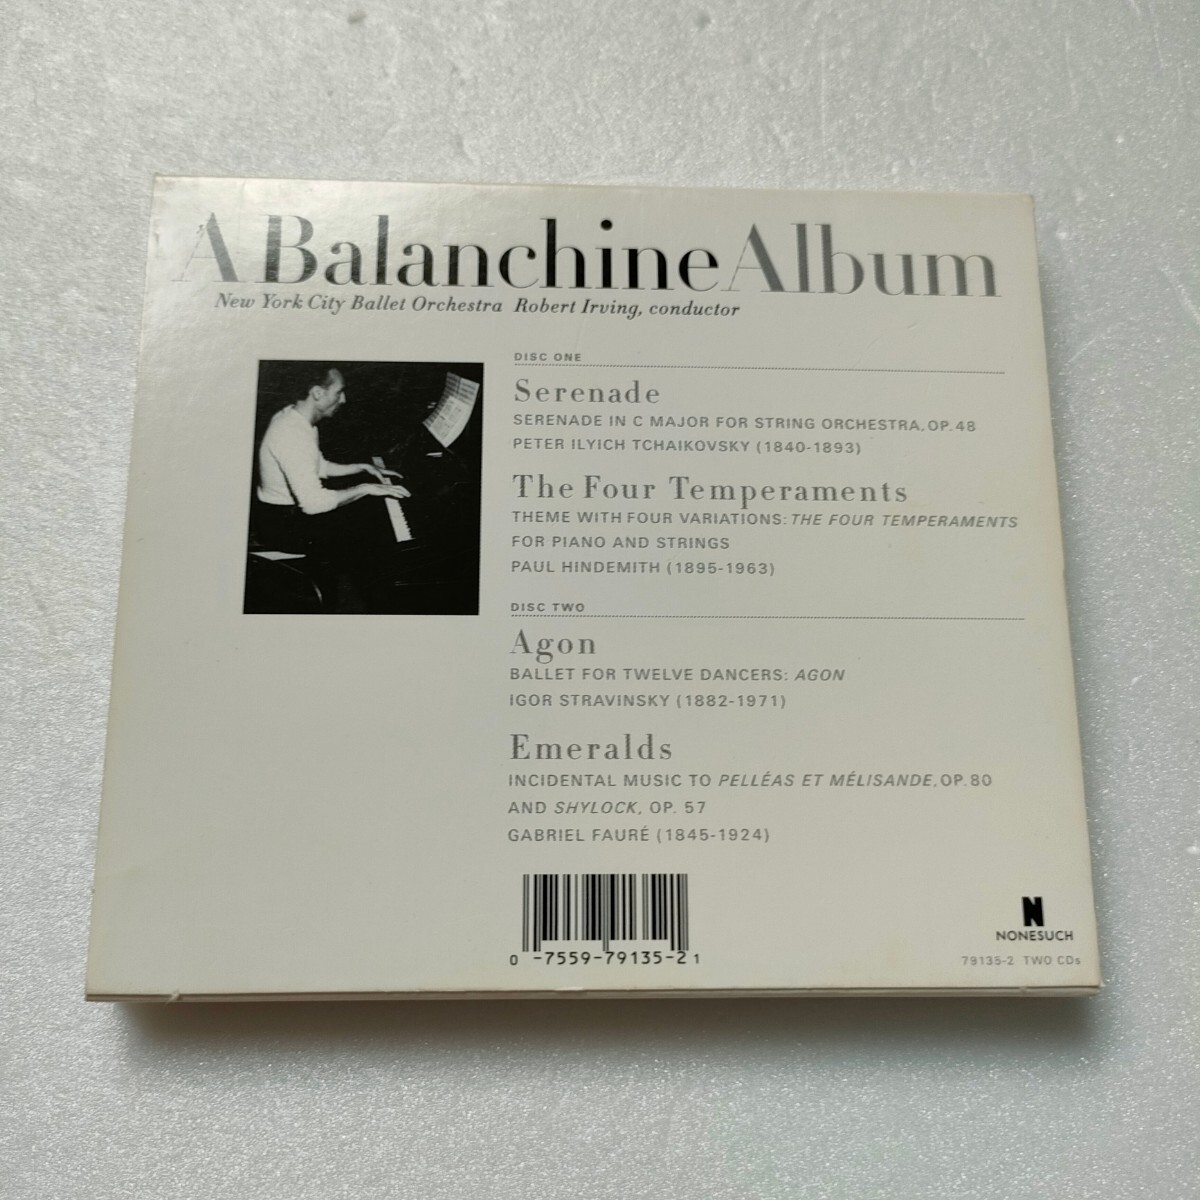 A Balanchine Album
New York City Ballet Orchestra Robert Irving, conductor
DISC ONE
Serenade
SERENADE IN C MAJOR FOR STRING ORCHESTRA, OP. 48
PETER ILYICH TCHAIKOVSKY (1840-1893)
The Four Temperaments
THEME WITH FOUR VARIATIONS: THE FOUR TEMPERAMENTS
FOR PIANO AND STRINGS
PAUL HINDEMITH (1895-1963)
DISC TWO
Agon
BALLET FOR TWELVE DANCERS: AGON
IGOR STRAVINSKY (1882-1971)
Emeralds
INCIDENTAL MUSIC TO PELLÉAS ET MÉLISANDE, OP. 80
AND SHYLOCK, OP. 57
GABRIEL FAURÉ (1845-1924)
0 -7559-79135-2 1
N
NONESUCH
79135-2 TWO CDs